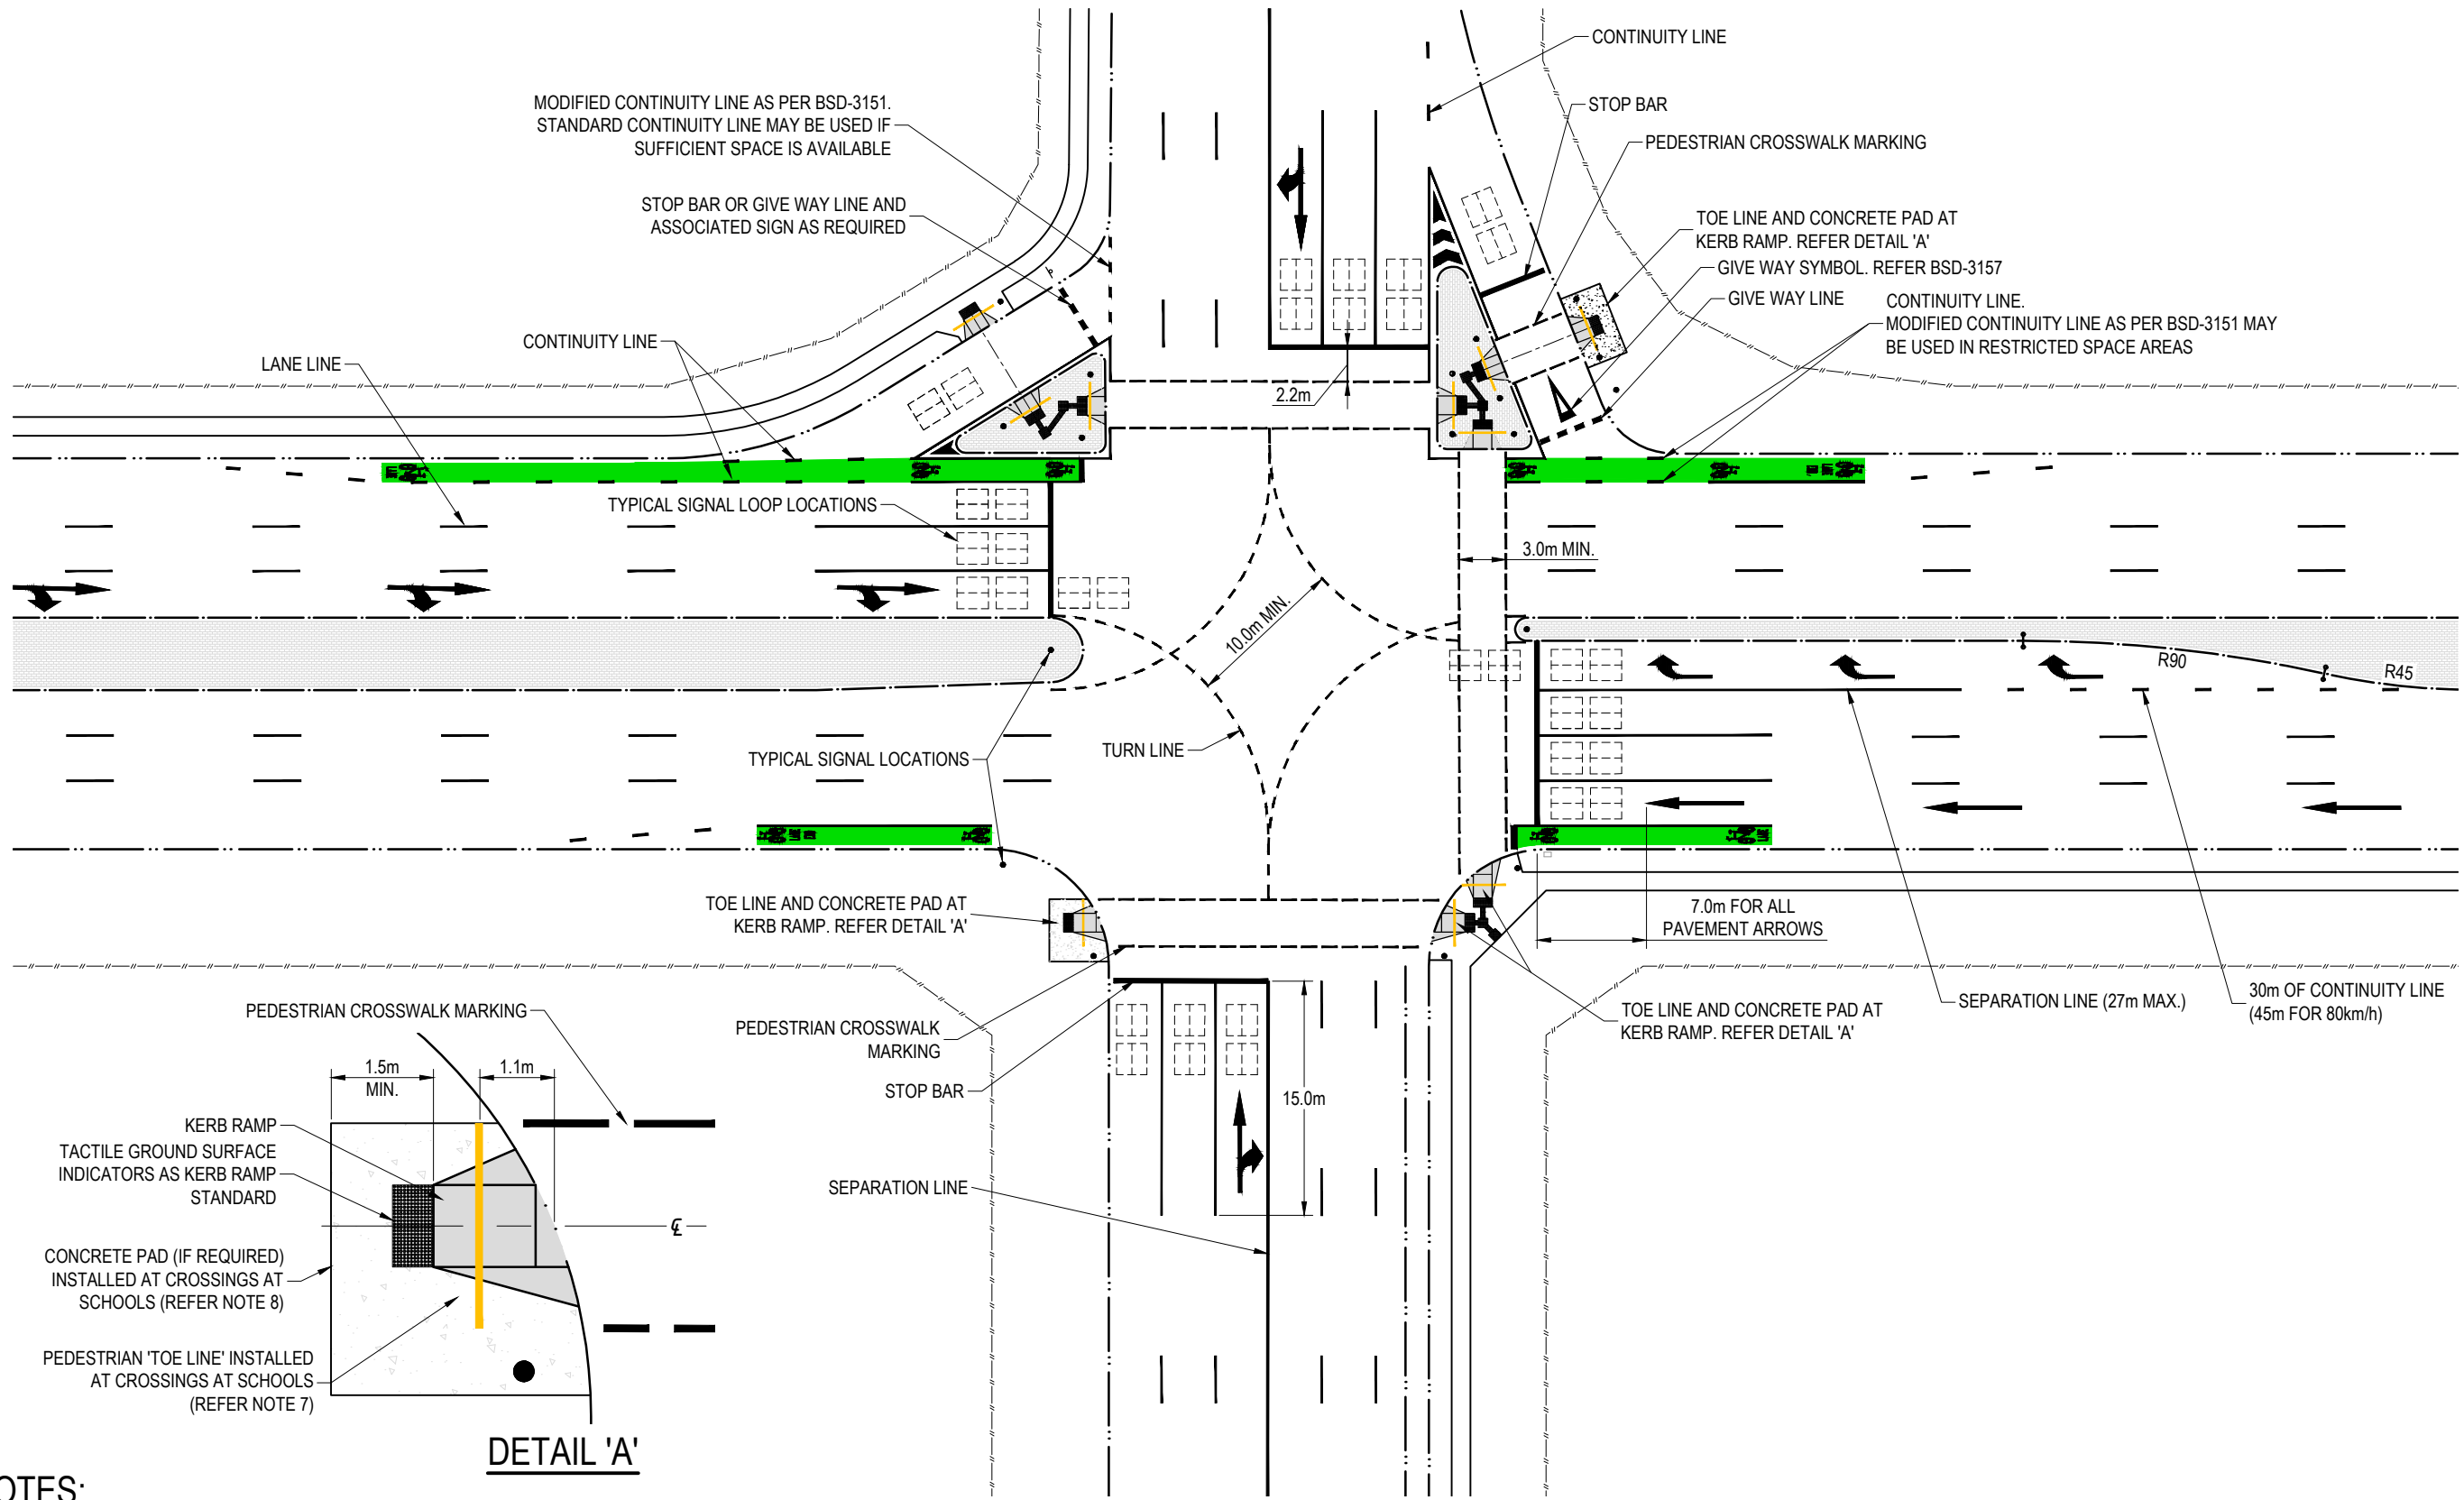 CONTINUITY LINE
MODIFIED CONTINUITY LINE AS PER BSD-3151.
STANDARD CONTINUITY LINE MAY BE USED IF
SUFFICIENT SPACE IS AVAILABLE
STOP BAR
PEDESTRIAN CROSSWALK MARKING
STOP BAR OR GIVE WAY LINE AND
ASSOCIATED SIGN AS REQUIRED
TOE LINE AND CONCRETE PAD AT
KERB RAMP. REFER DETAIL 'A'
GIVE WAY SYMBOL. REFER BSD-3157
GIVE WAY LINE
CONTINUITY LINE.
MODIFIED CONTINUITY LINE AS PER BSD-3151 MAY
BE USED IN RESTRICTED SPACE AREAS
CONTINUITY LINE
LANE LINE
2.2m
TYPICAL SIGNAL LOOP LOCATIONS
3.0m MIN.
10.0m MIN.
R90
R45
TYPICAL SIGNAL LOCATIONS
TURN LINE
TOE LINE AND CONCRETE PAD AT
KERB RAMP. REFER DETAIL 'A'
7.0m FOR ALL
PAVEMENT ARROWS
SEPARATION LINE (27m MAX.)
30m OF CONTINUITY LINE
(45m FOR 80km/h)
TOE LINE AND CONCRETE PAD AT
KERB RAMP. REFER DETAIL 'A'
PEDESTRIAN CROSSWALK
MARKING
STOP BAR
15.0m
SEPARATION LINE
PEDESTRIAN CROSSWALK MARKING
1.5m
MIN.
1.1m
KERB RAMP
TACTILE GROUND SURFACE
INDICATORS AS KERB RAMP
STANDARD
℄
CONCRETE PAD (IF REQUIRED)
INSTALLED AT CROSSINGS AT
SCHOOLS (REFER NOTE 8)
PEDESTRIAN 'TOE LINE' INSTALLED
AT CROSSINGS AT SCHOOLS
(REFER NOTE 7)
DETAIL 'A'
OTES: